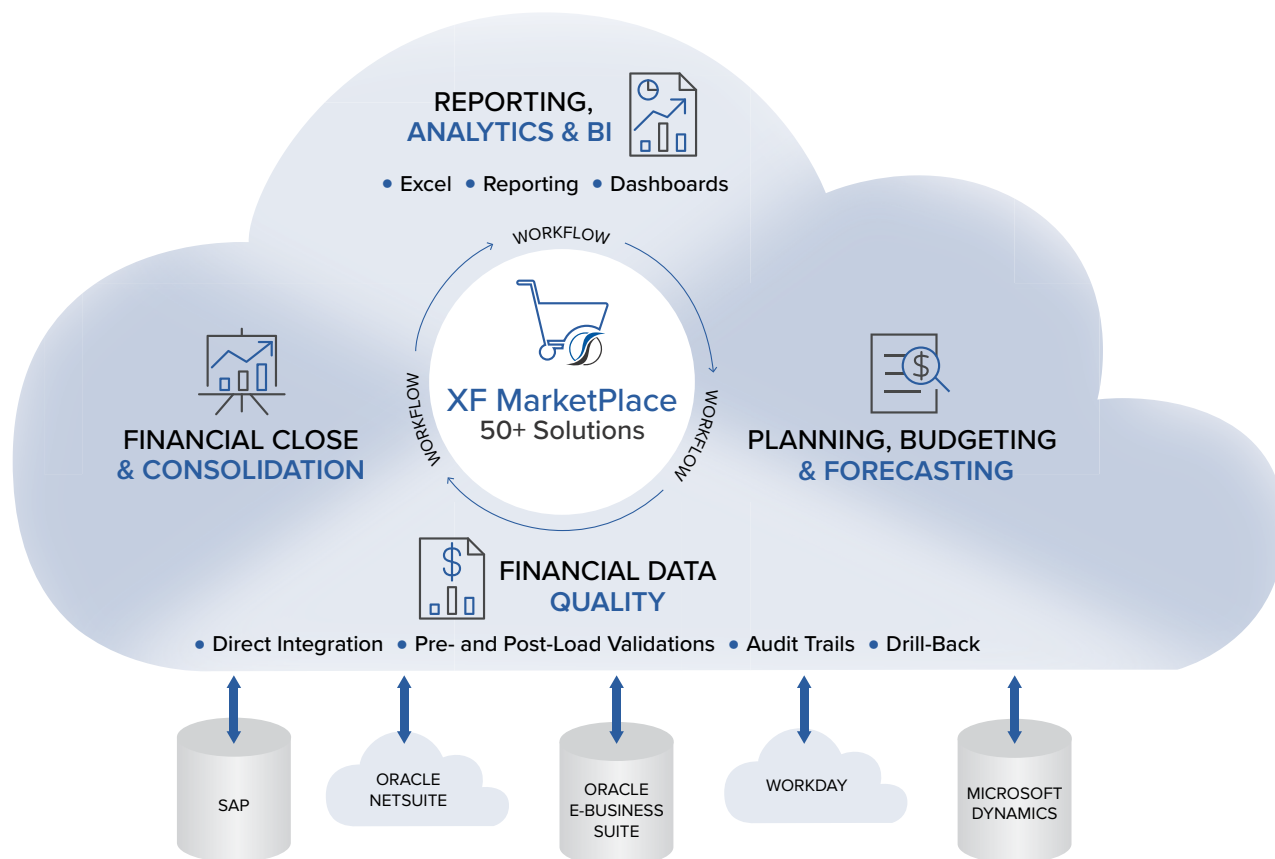 REPORTING,
ANALYTICS & BI
• Excel • Reporting • Dashboards
WORKFLOW
WORKFLOW
WORKFLOW
XF MarketPlace
50+ Solutions
FINANCIAL CLOSE
& CONSOLIDATION
PLANNING, BUDGETING
& FORECASTING
$
$
FINANCIAL DATA
QUALITY
• Direct Integration • Pre- and Post-Load Validations • Audit Trails • Drill-Back
SAP
ORACLE
NETSUITE
ORACLE
E-BUSINESS
SUITE
WORKDAY
MICROSOFT
DYNAMICS